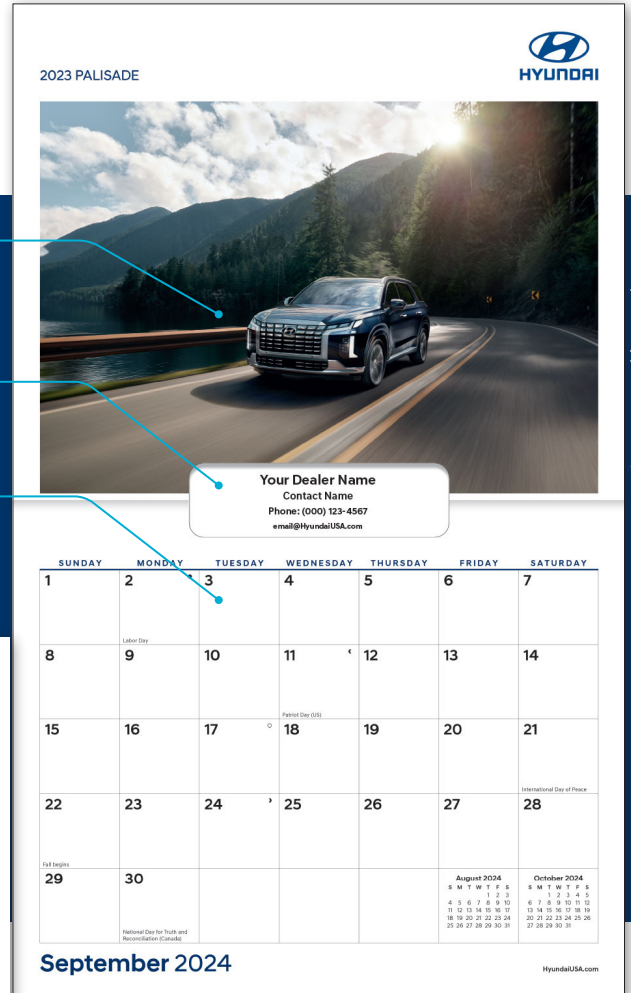 2023 PALISADE
HYUNDAI
Your Dealer Name
Contact Name
Phone: (000) 123-4567
email@HyundaiUSA.com
SUNDAY MONDAY TUESDAY WEDNESDAY THURSDAY FRIDAY SATURDAY
1 2 3 4 5 6 7
Labor Day
8 9 10 11 12 13 14
Patriot Day (US)
15 16 17 18 19 20 21
International Day of Peace
22 23 24 25 26 27 28
Fall begins
29 30
National Day for Truth and
Reconciliation (Canada)
August 2024
S M T W T F S
1 2 3
4 5 6 7 8 9 10
11 12 13 14 15 16 17
18 19 20 21 22 23 24
25 26 27 28 29 30 31
October 2024
S M T W T F S
1 2 3 4 5
6 7 8 9 10 11 12
13 14 15 16 17 18 19
20 21 22 23 24 25 26
27 28 29 30 31
September 2024
HyundaiUSA.com